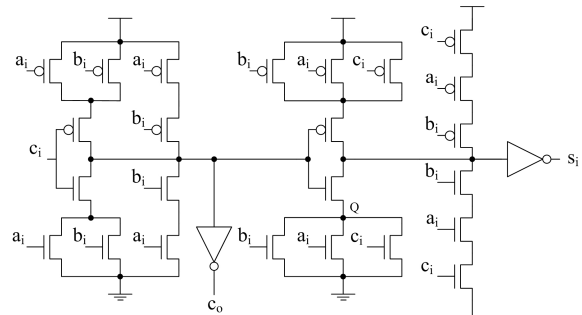 cᵢ
aᵢ bᵢ aᵢ bᵢ aᵢ cᵢ
aᵢ
bᵢ bᵢ
cᵢ sᵢ
bᵢ bᵢ
Q
aᵢ bᵢ aᵢ bᵢ aᵢ cᵢ aᵢ
cᵢ
cₒ